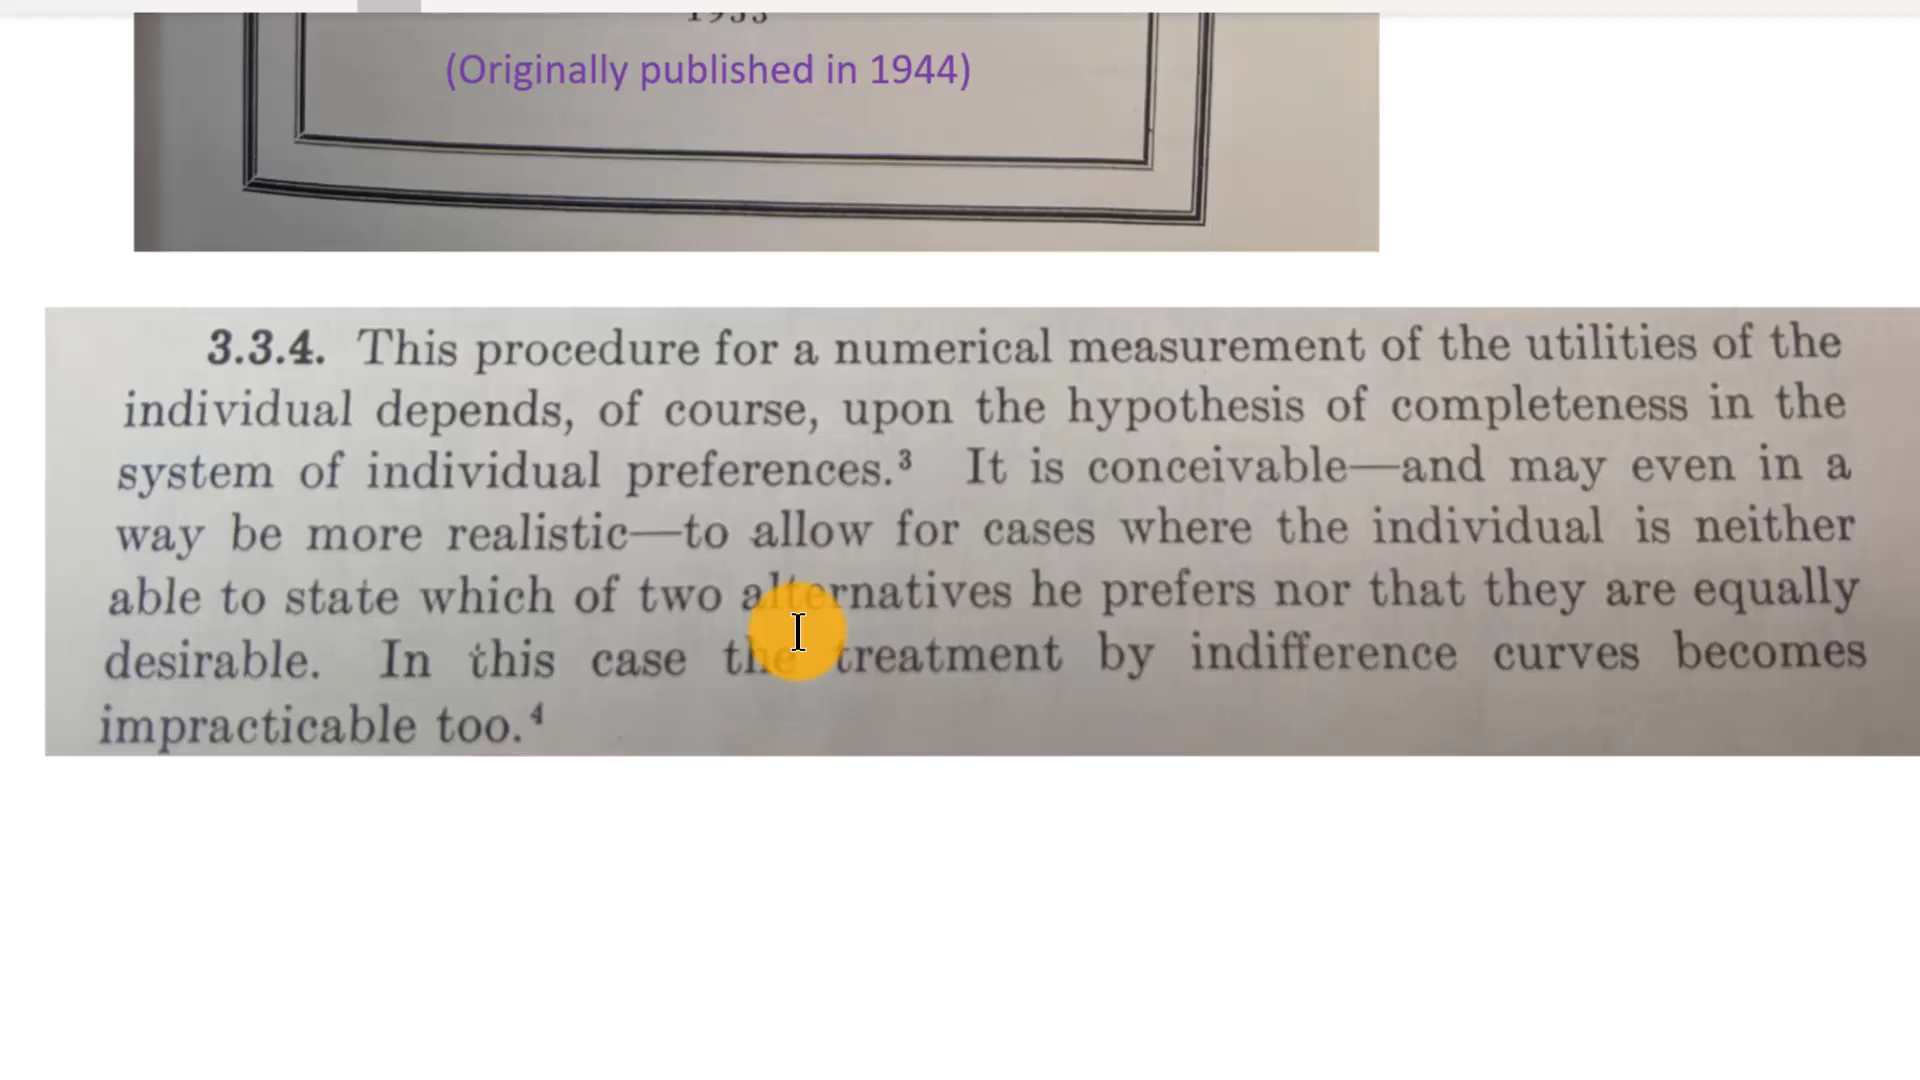 1953
(Originally published in 1944)
3.3.4. This procedure for a numerical measurement of the utilities of the
individual depends, of course, upon the hypothesis of completeness in the
system of individual preferences.³ It is conceivable—and may even in a
way be more realistic—to allow for cases where the individual is neither
able to state which of two alternatives he prefers nor that they are equally
desirable. In this case the treatment by indifference curves becomes
impracticable too.⁴